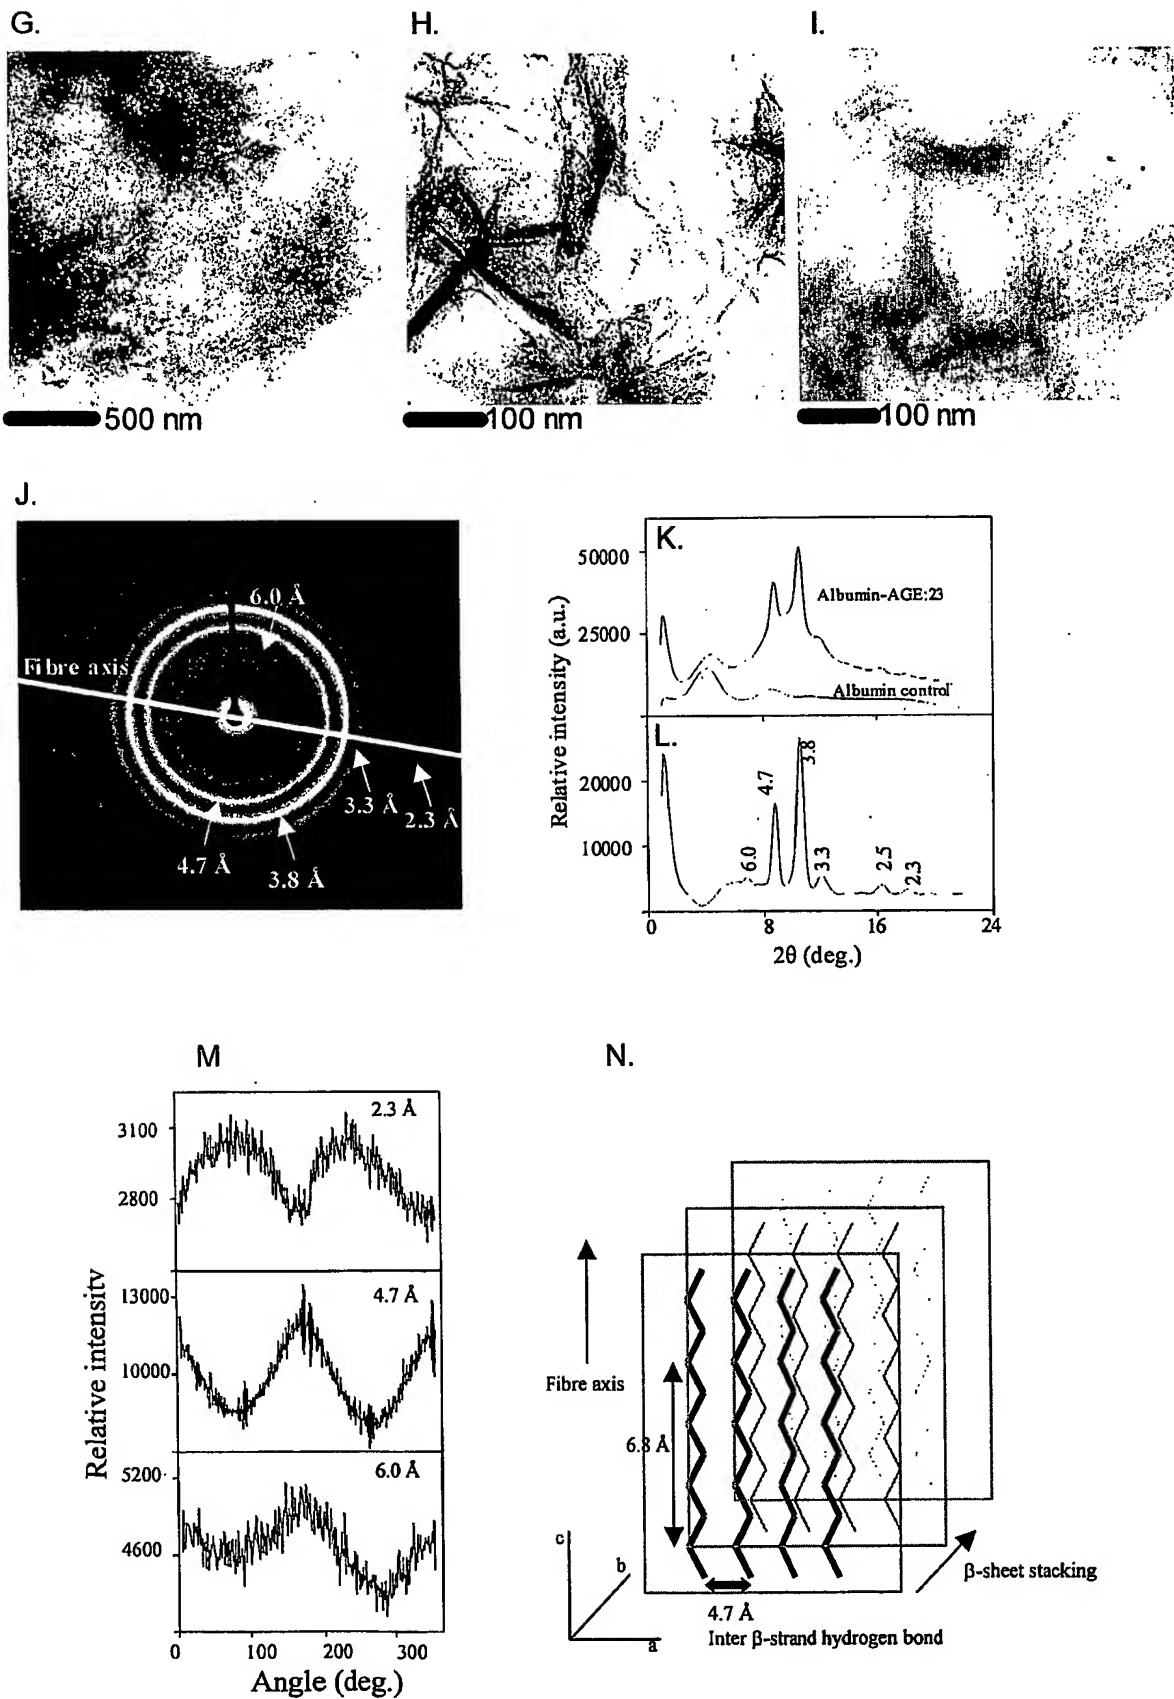 G.
H.
I.
500 nm
100 nm
100 nm
J.
6.0 Å
Fibre axis
3.3 Å
2.3 Å
4.7 Å
3.8 Å
K.
50000
25000
Albumin-AGE:23
Albumin control
L.
20000
10000
Relative intensity (a.u.)
6.0
4.7
3.8
3.3
2.5
2.3
0
8
16
24
2θ (deg.)
M
2.3 Å
3100
2800
4.7 Å
13000
10000
6.0 Å
5200
4600
Relative intensity
0
100
200
300
Angle (deg.)
N.
Fibre axis
6.8 Å
c
b
a
4.7 Å
Inter β-strand hydrogen bond
β-sheet stacking